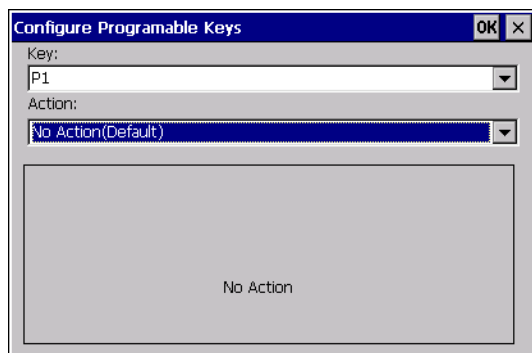 Configure Programable Keys OK ×
Key:
P1
Action:
No Action(Default)
No Action